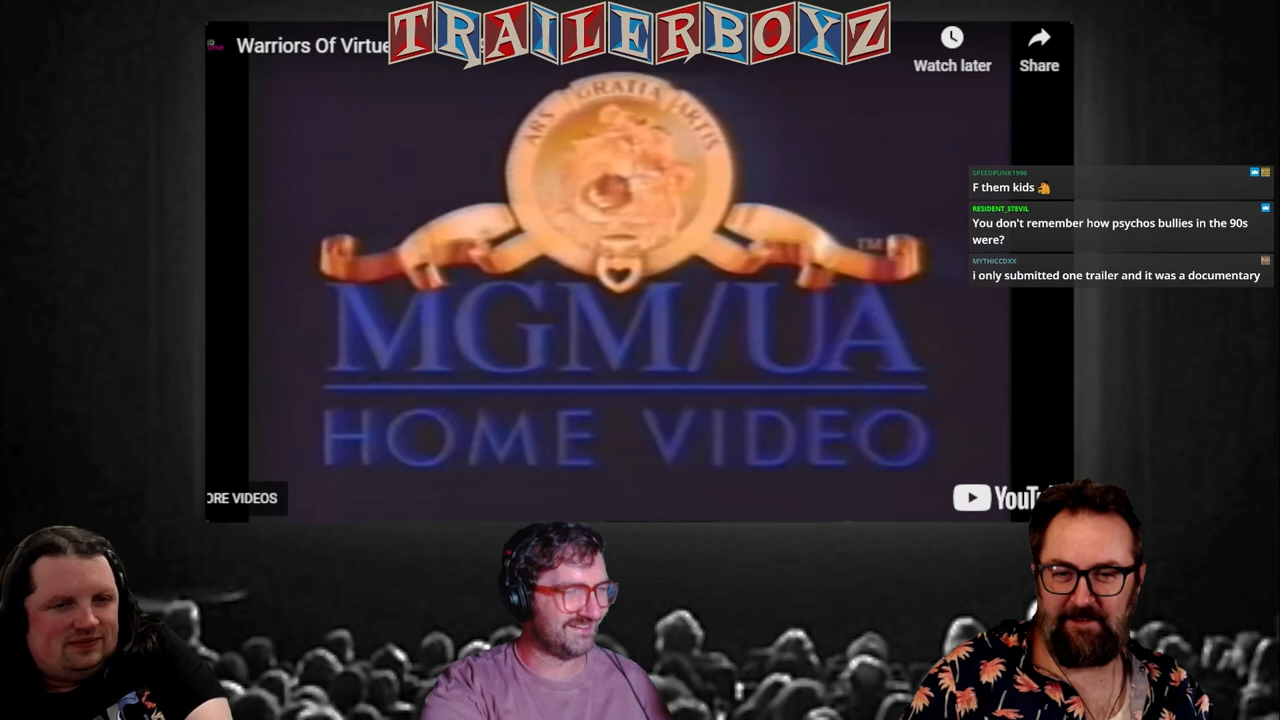 TRAILERBOYZ
Warriors Of Virtue
Watch later
Share
ARS GRATIA ARTIS
TM
MGM/UA
HOME VIDEO
SPEEDPUNK1996
F them kids
RESIDENT_STEVIL
You don't remember how psychos bullies in the 90s
were?
MYTHICCDXX
i only submitted one trailer and it was a documentary
ORE VIDEOS
YouT